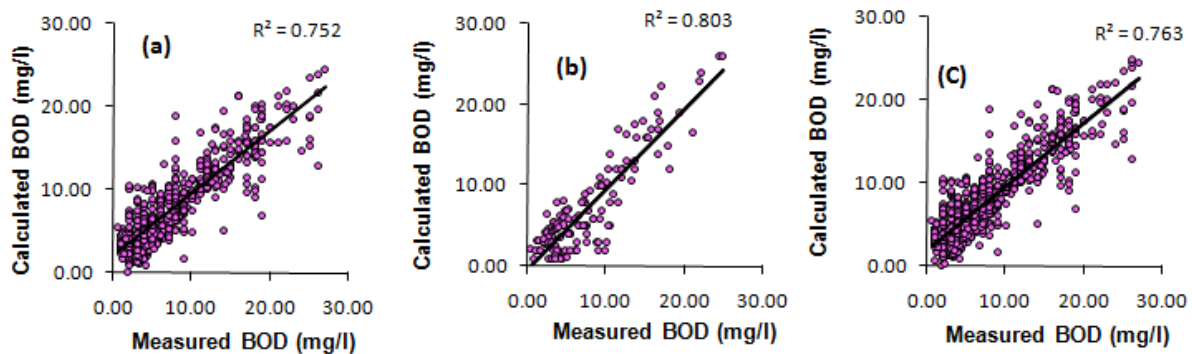 30.00
20.00
10.00
0.00
Calculated BOD (mg/l)
(a)
R² = 0.752
0.00 10.00 20.00 30.00
Measured BOD (mg/l)
30.00
20.00
10.00
0.00
Calculated BOD (mg/l)
(b)
R² = 0.803
0.00 10.00 20.00 30.00
Measured BOD (mg/l)
30.00
20.00
10.00
0.00
Calculated BOD (mg/l)
(C)
R² = 0.763
0.00 10.00 20.00 30.00
Measured BOD (mg/l)